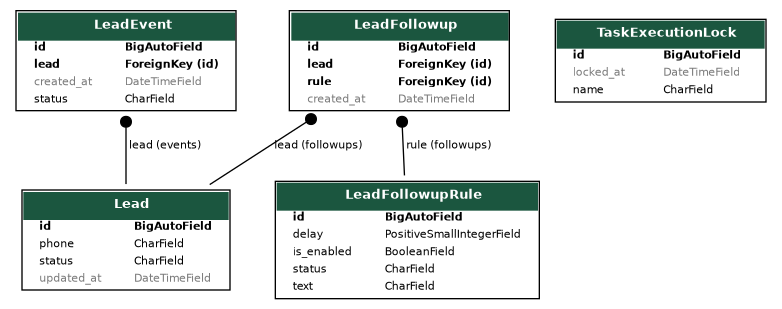 LeadEvent
id BigAutoField
lead ForeignKey (id)
created_at DateTimeField
status CharField
LeadFollowup
id BigAutoField
lead ForeignKey (id)
rule ForeignKey (id)
created_at DateTimeField
TaskExecutionLock
id BigAutoField
locked_at DateTimeField
name CharField
lead (events)
lead (followups)
rule (followups)
Lead
id BigAutoField
phone CharField
status CharField
updated_at DateTimeField
LeadFollowupRule
id BigAutoField
delay PositiveSmallIntegerField
is_enabled BooleanField
status CharField
text CharField